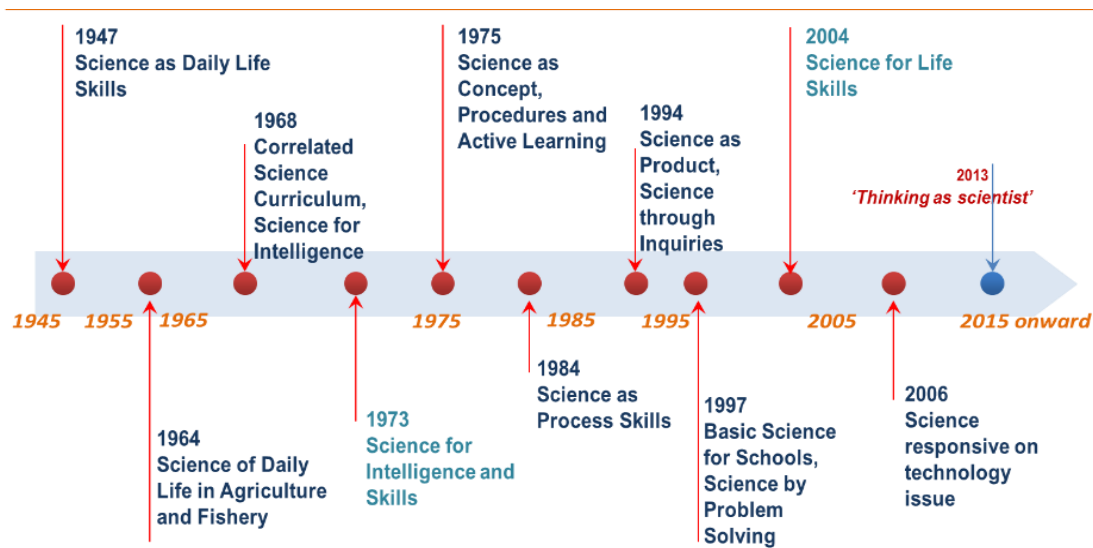 1947
Science as Daily Life
Skills
1968
Correlated
Science
Curriculum,
Science for
Intelligence
1975
Science as
Concept,
Procedures and
Active Learning
1994
Science as
Product,
Science
through
Inquiries
2004
Science for Life
Skills
2013
‘Thinking as scientist’
1945
1955
1965
1975
1985
1995
2005
2015 onward
1964
Science of Daily
Life in Agriculture
and Fishery
1973
Science for
Intelligence and
Skills
1984
Science as
Process Skills
1997
Basic Science
for Schools,
Science by
Problem
Solving
2006
Science
responsive on
technology
issue